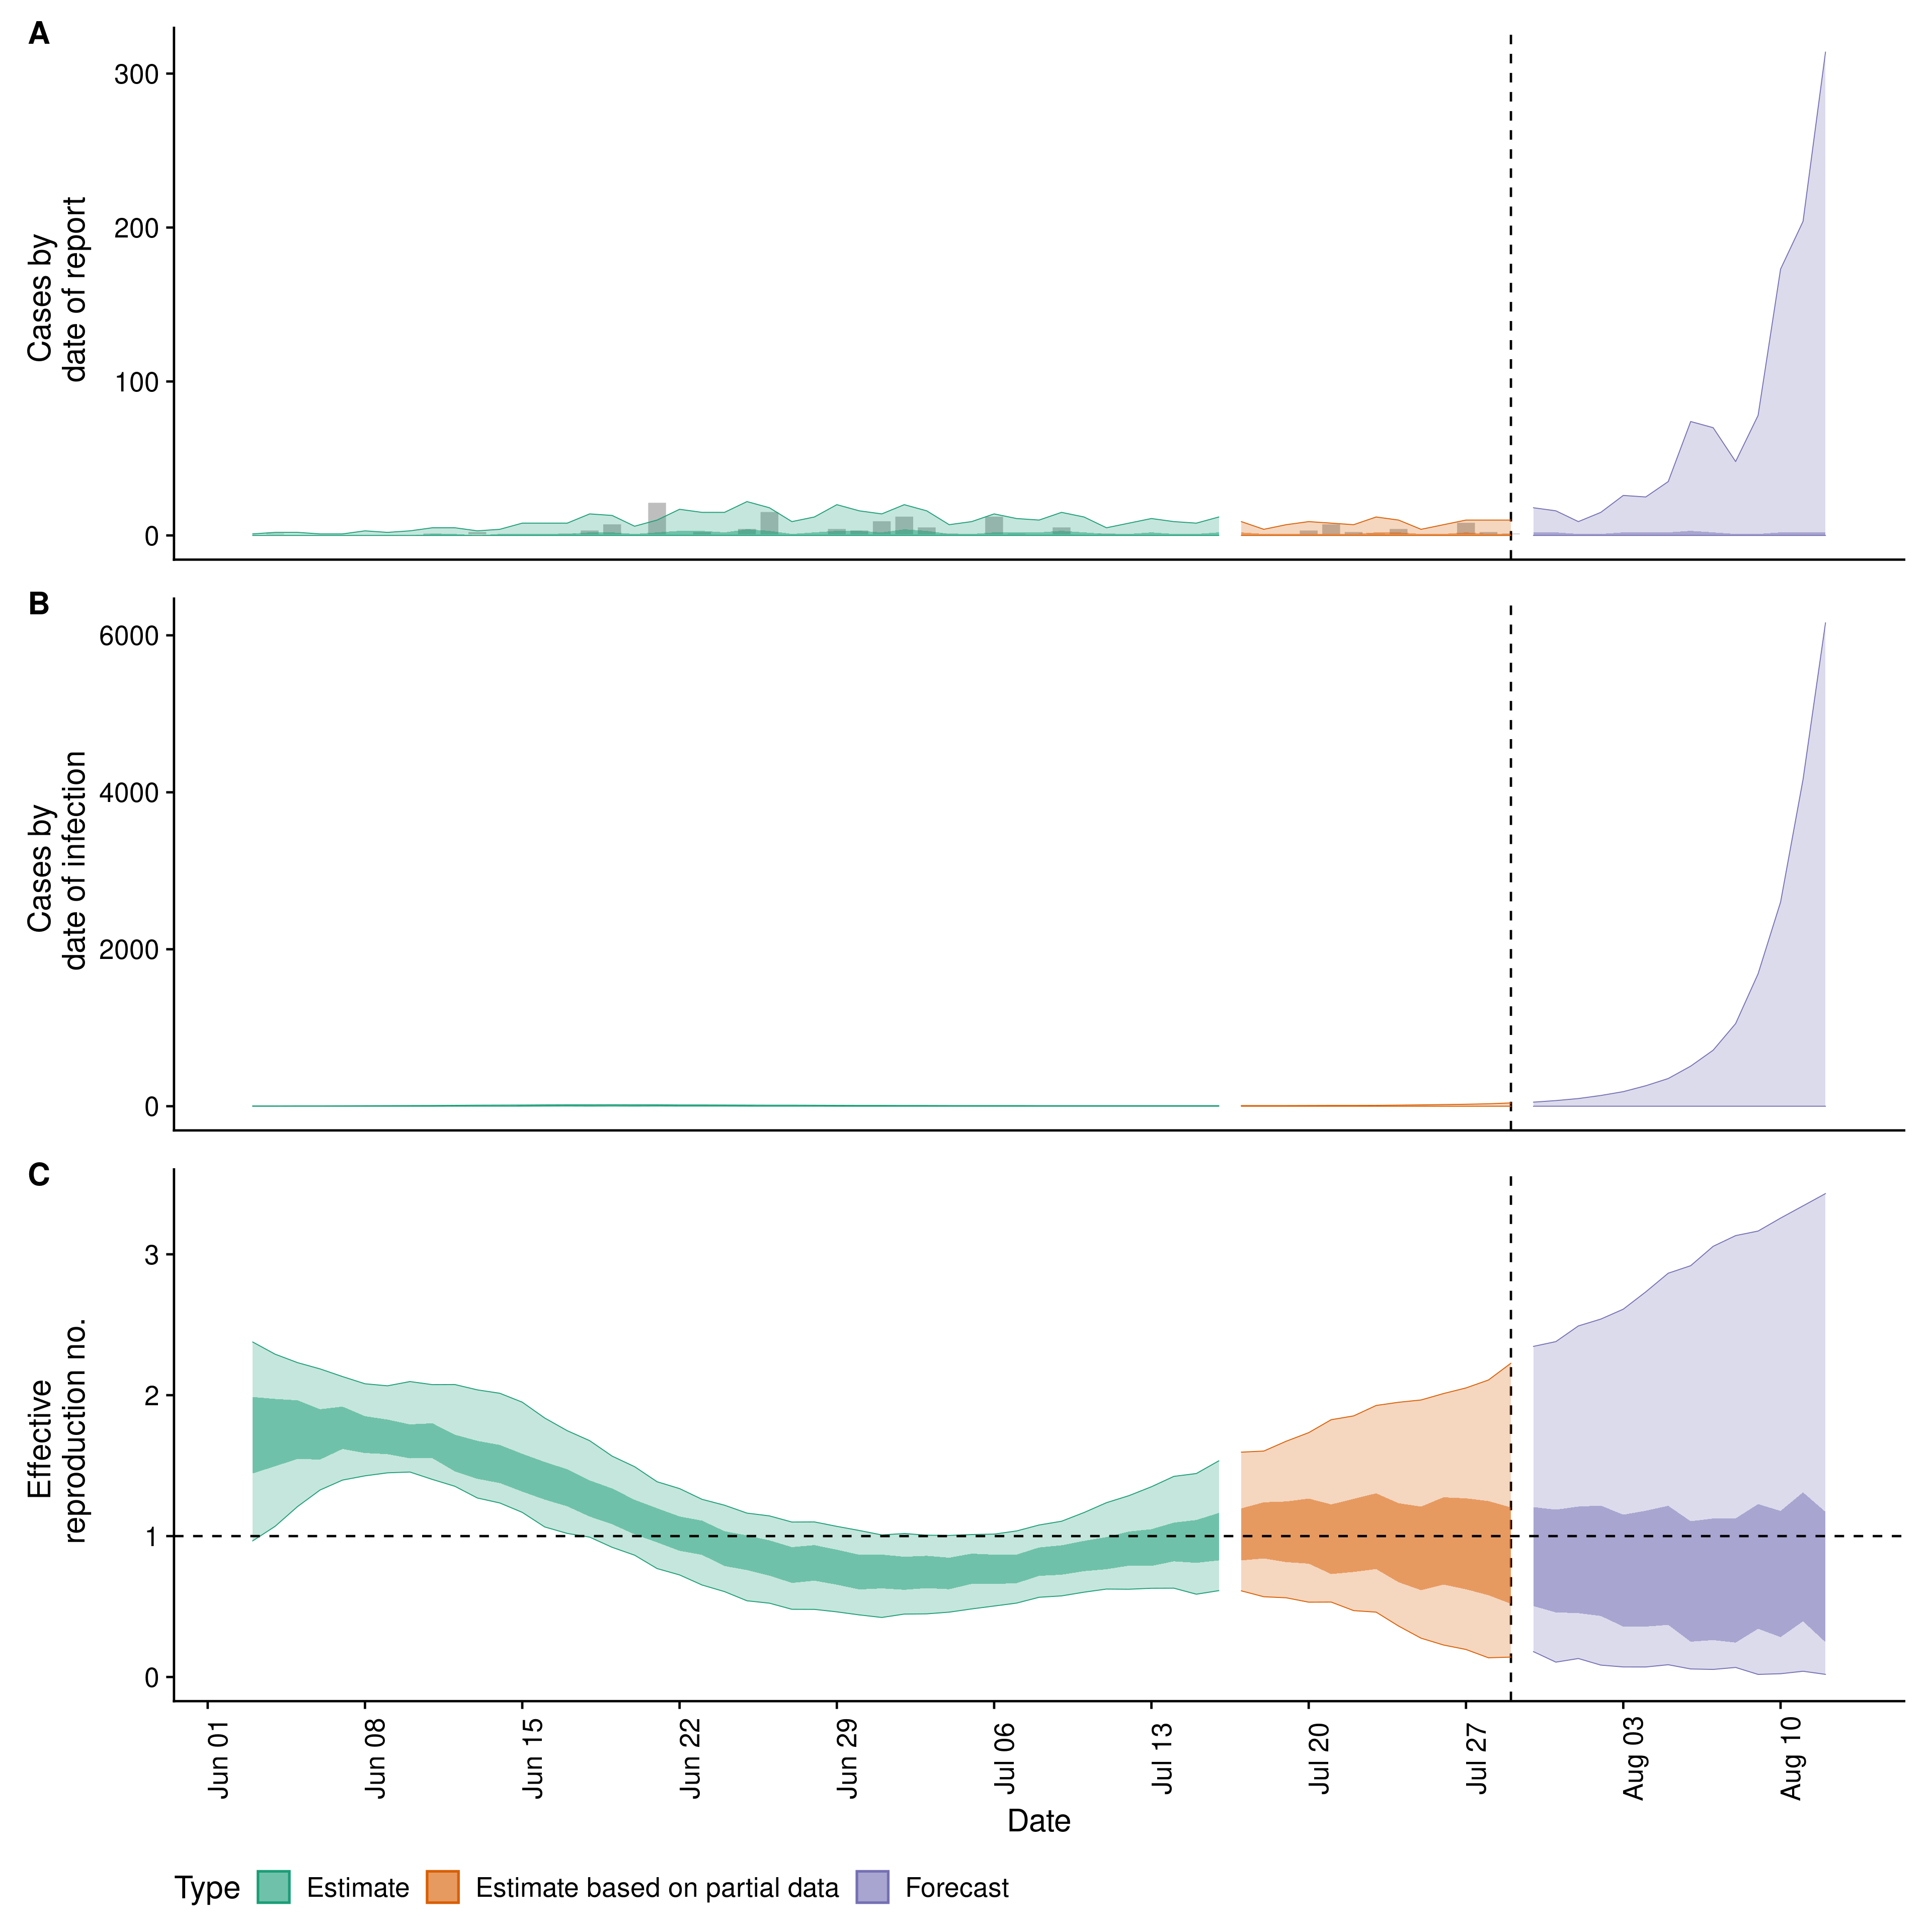 A
Cases by
date of report
300
200
100
0
B
Cases by
date of infection
6000
4000
2000
0
C
Effective
reproduction no.
3
2
1
0
Jun 01
Jun 08
Jun 15
Jun 22
Jun 29
Jul 06
Jul 13
Jul 20
Jul 27
Aug 03
Aug 10
Date
Type
Estimate
Estimate based on partial data
Forecast